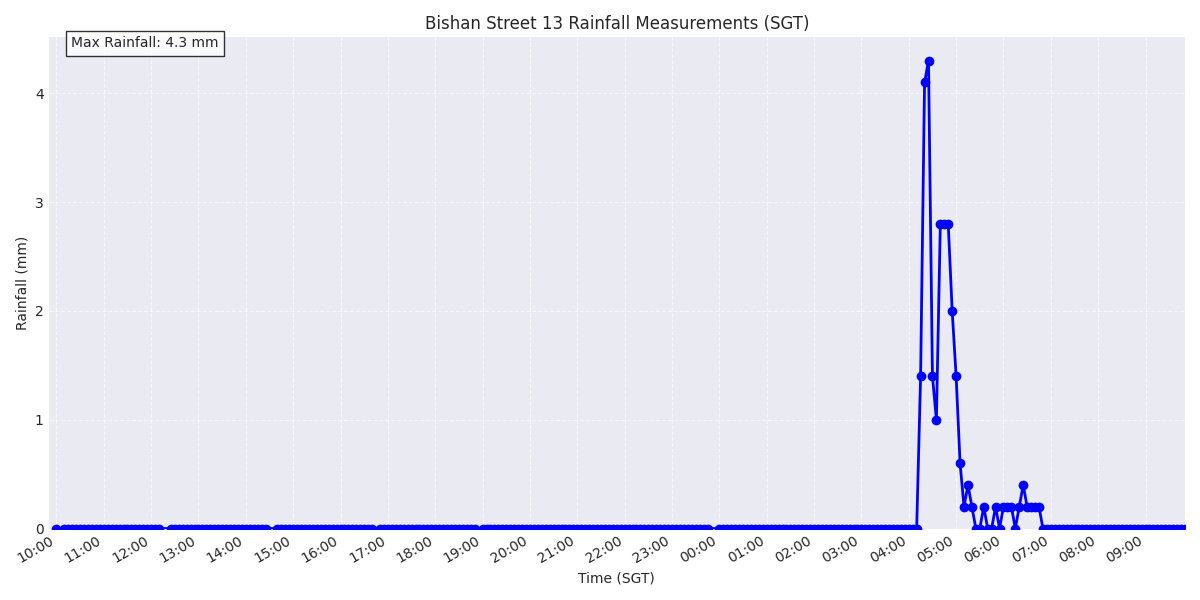 Bishan Street 13 Rainfall Measurements (SGT)
Max Rainfall: 4.3 mm
Rainfall (mm)
4
3
2
1
0
10:00 11:00 12:00 13:00 14:00 15:00 16:00 17:00 18:00 19:00 20:00 21:00 22:00 23:00 00:00 01:00 02:00 03:00 04:00 05:00 06:00 07:00 08:00 09:00
Time (SGT)